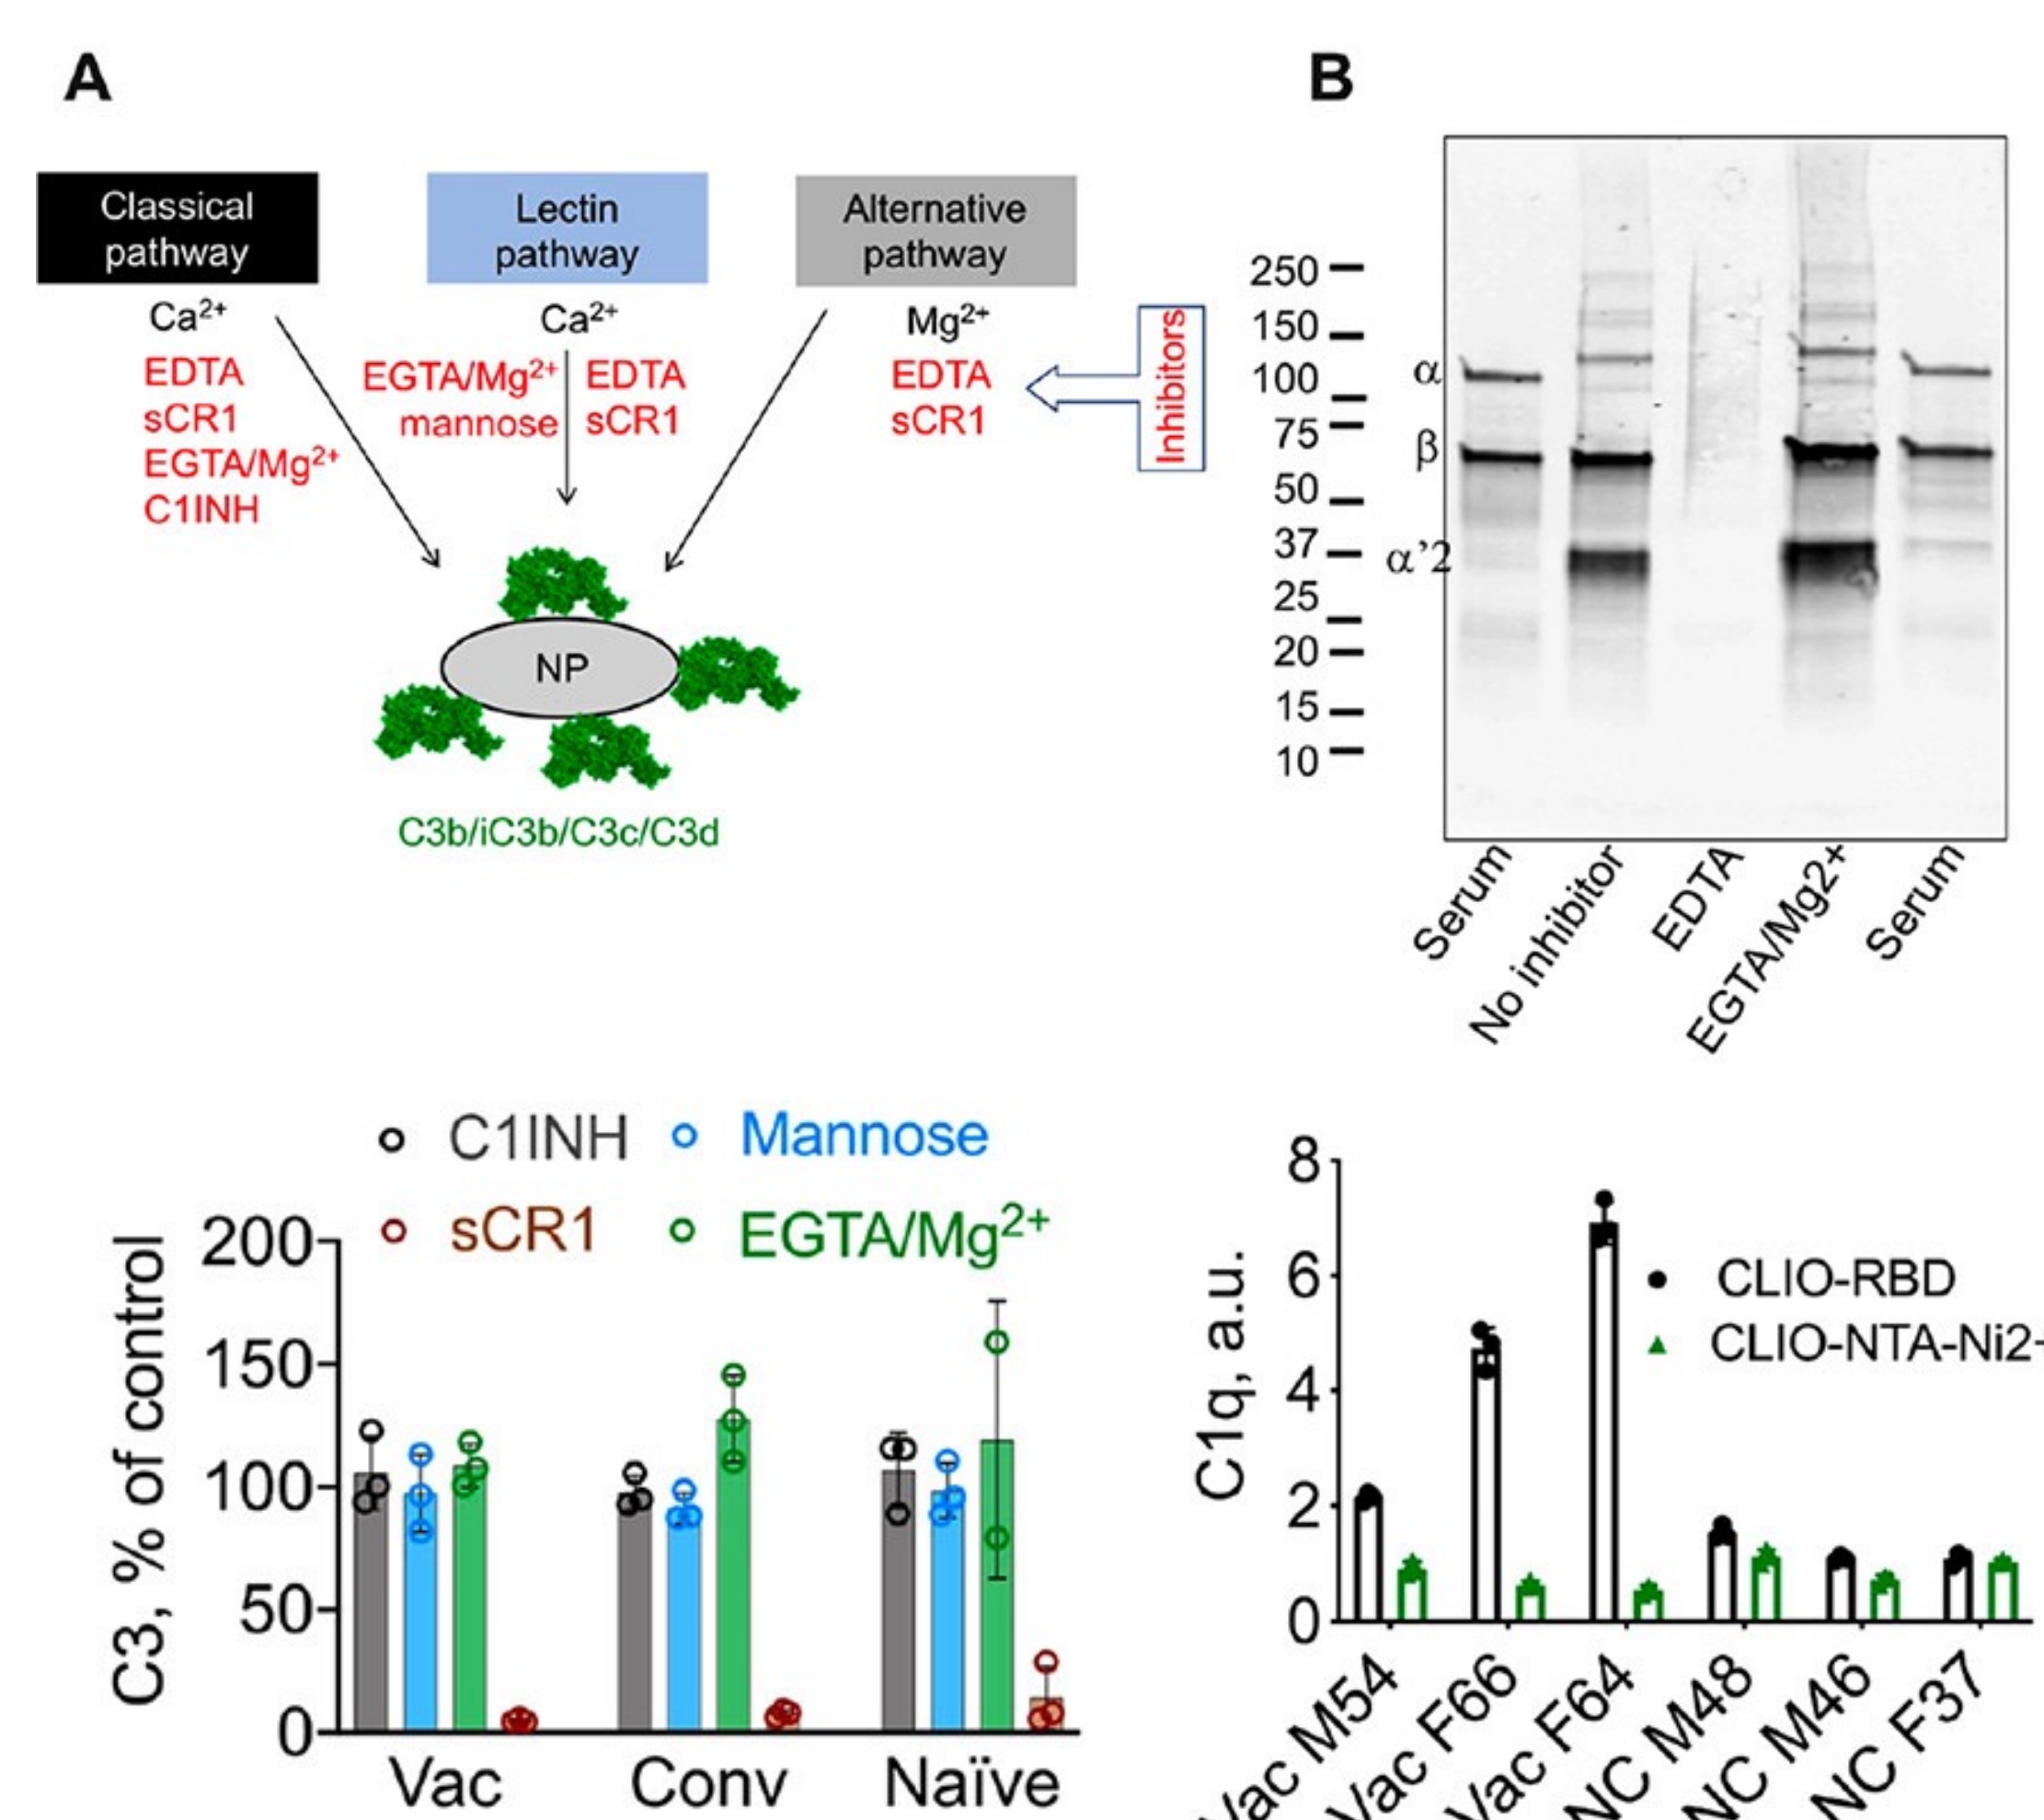 A
Classical
pathway
Ca2+
EDTA
sCR1
EGTA/Mg2+
C1INH
Lectin
pathway
Ca2+
EGTA/Mg2+
mannose
EDTA
sCR1
Alternative
pathway
Mg2+
EDTA
sCR1
Inhibitors
NP
C3b/iC3b/C3c/C3d
B
250
150
100
75
50
37
25
20
15
10
α
β
α’2
Serum
No inhibitor
EDTA
EGTA/Mg2+
Serum
C1INH
Mannose
sCR1
EGTA/Mg2+
C3, % of control
200
150
100
50
0
Vac
Conv
Naïve
C1q, a.u.
8
6
4
2
0
CLIO-RBD
CLIO-NTA-Ni2+
Vac M54
Vac F66
Vac F64
NC M48
NC M46
NC F37